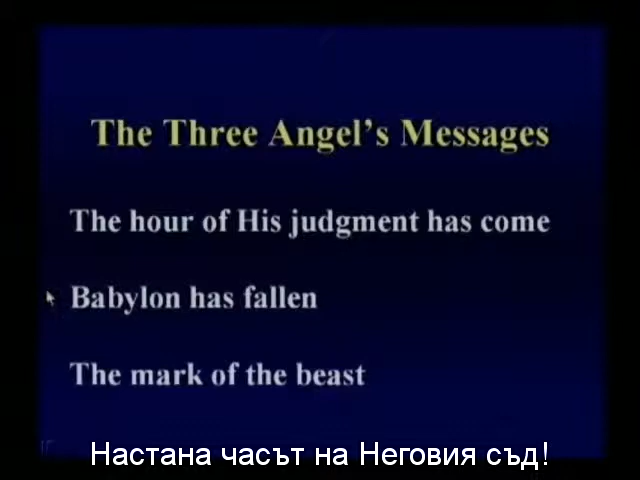 The Three Angel's Messages
The hour of His judgment has come
Babylon has fallen
The mark of the beast
Настана часът на Неговия съд!